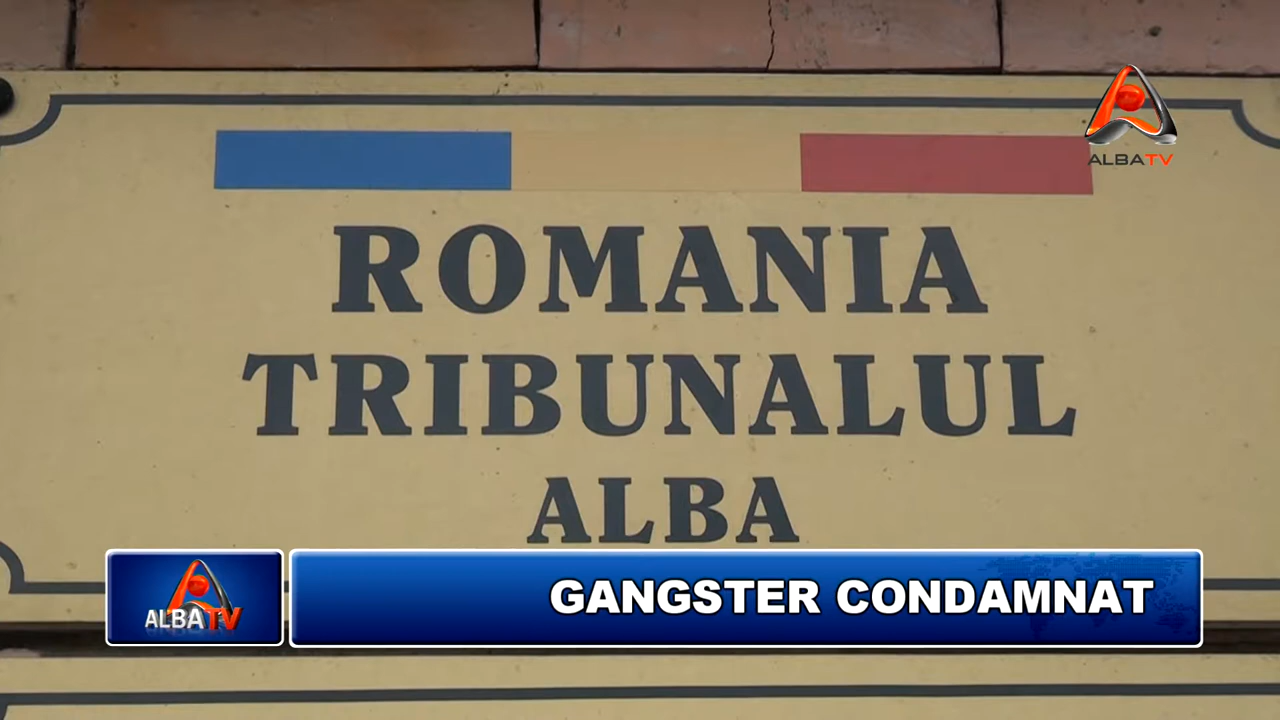 ALBATV
ROMANIA
TRIBUNALUL
ALBA
ALBATV
GANGSTER CONDAMNAT